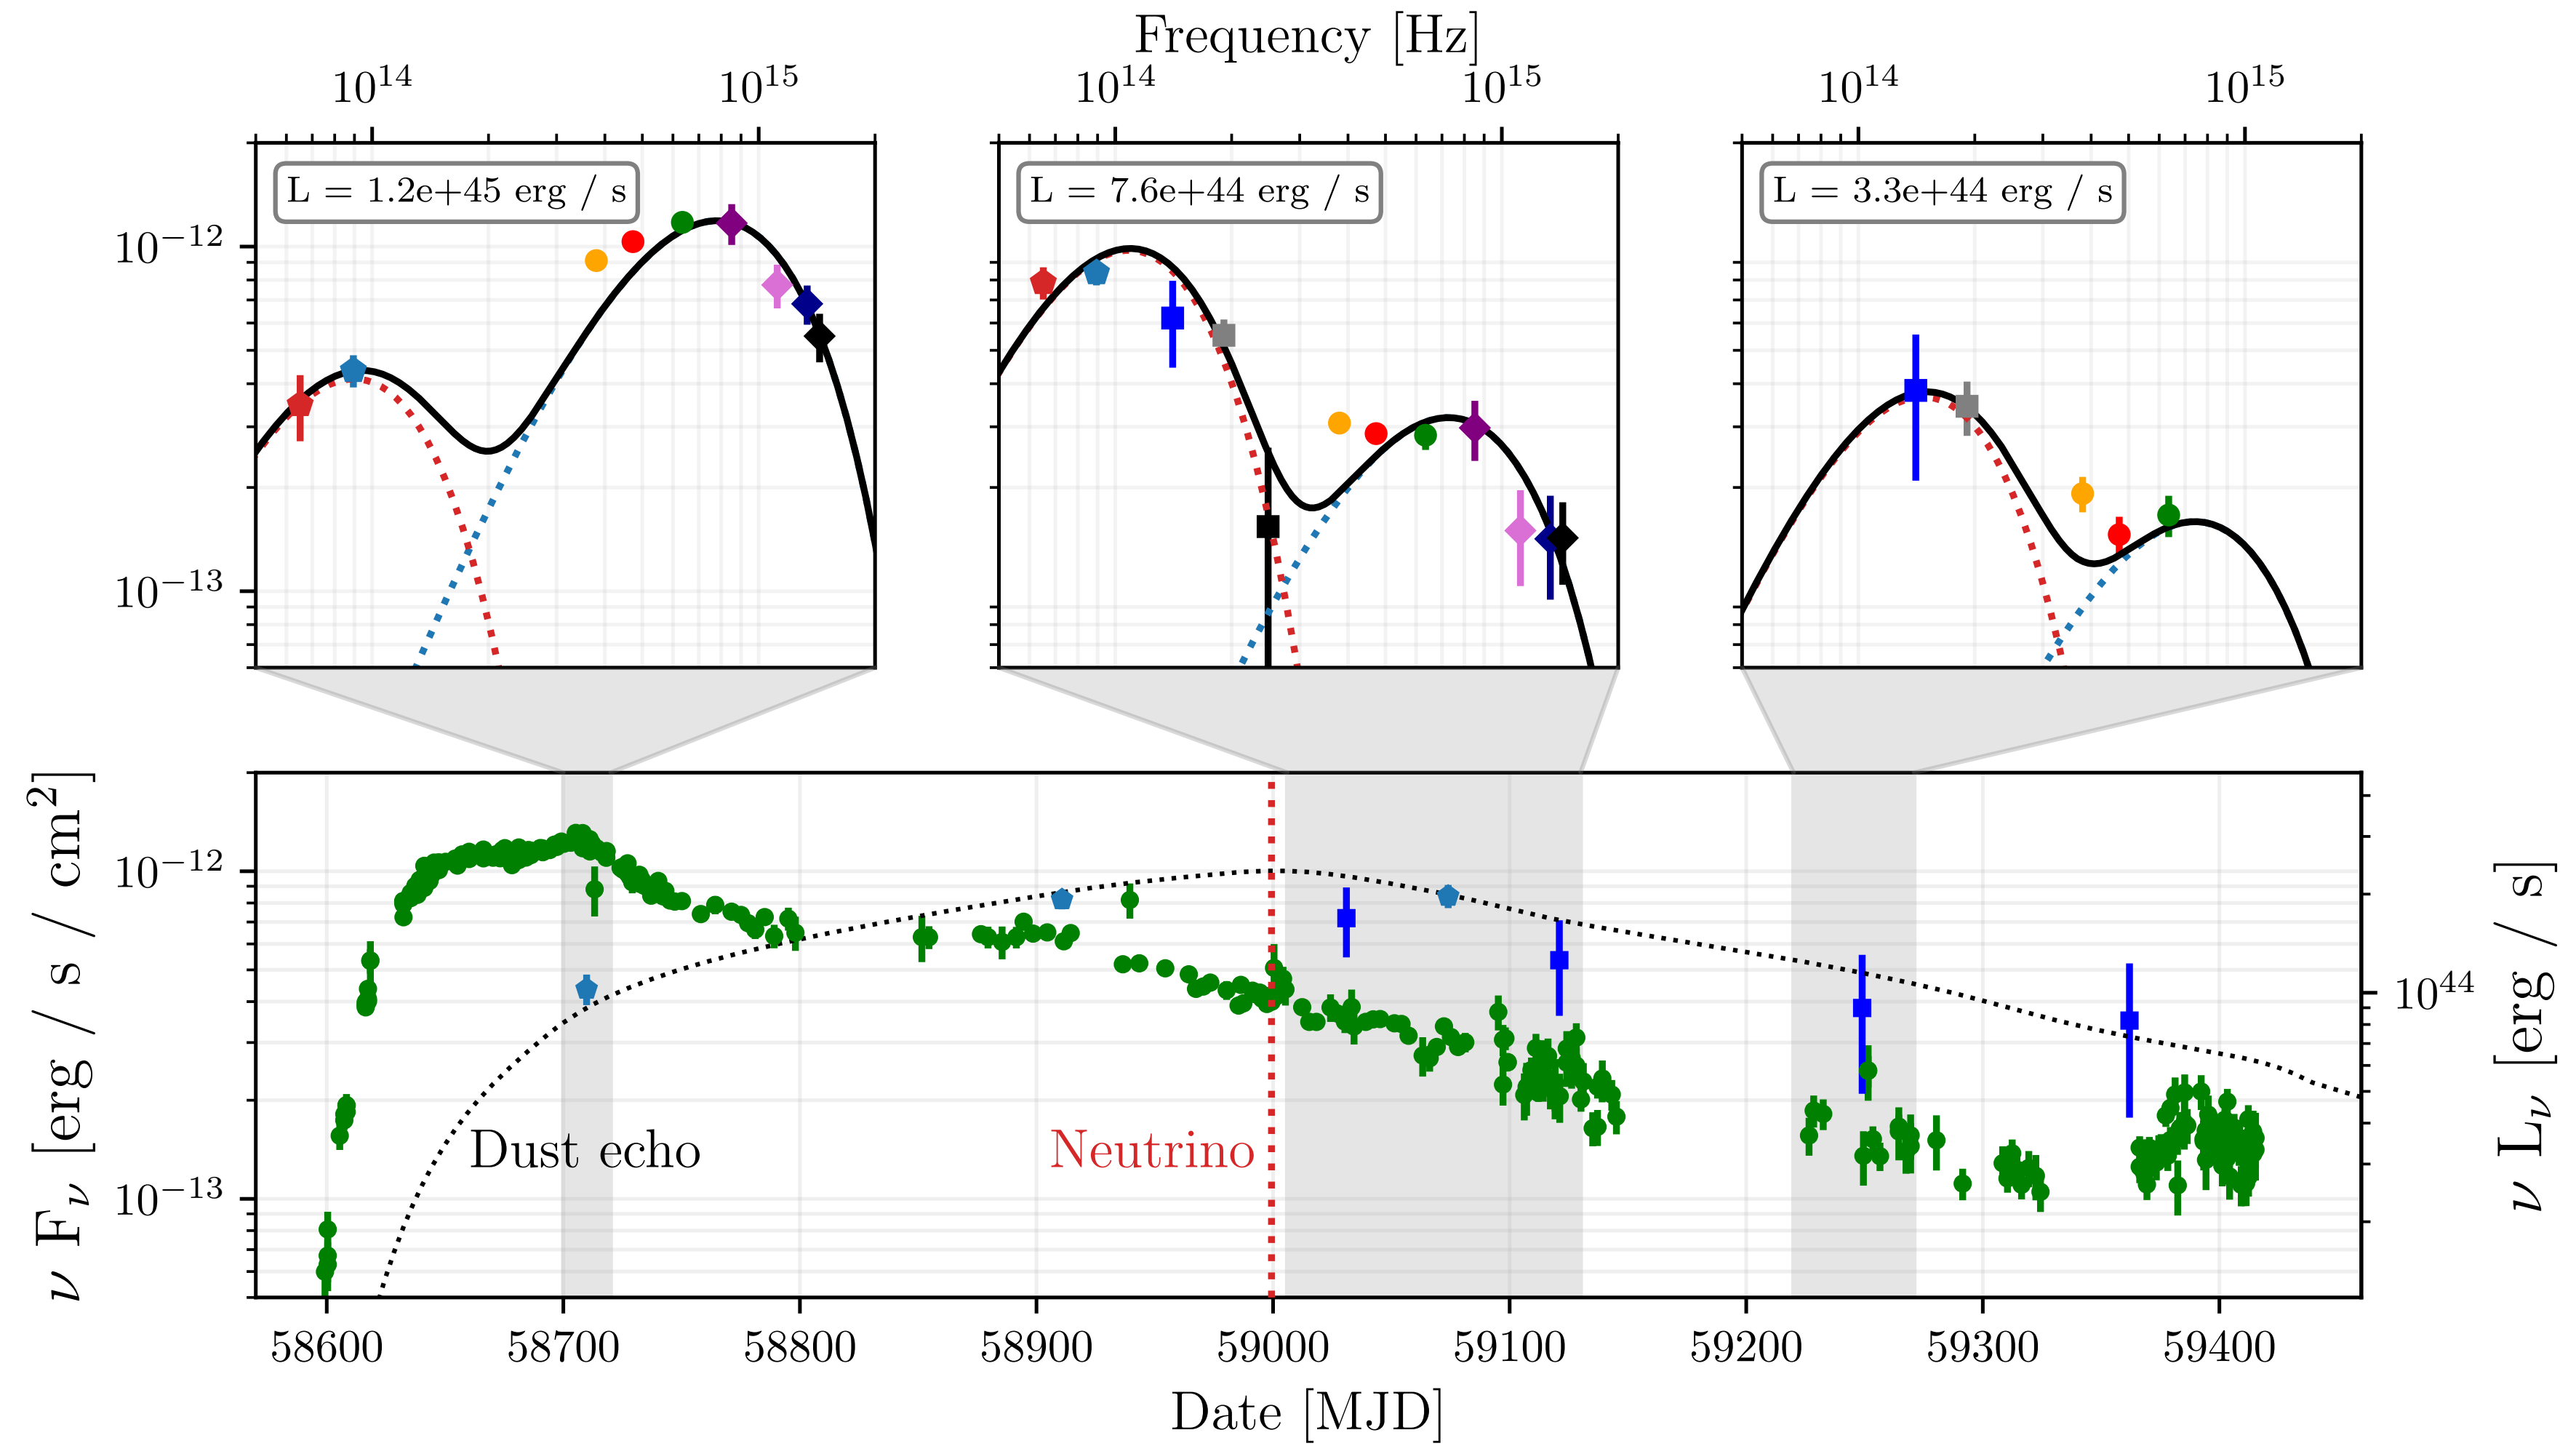 Frequency [Hz]
10^14 10^15 10^14 10^15 10^14 10^15
L = 1.2e+45 erg / s
L = 7.6e+44 erg / s
L = 3.3e+44 erg / s
10^−12
10^−13
ν F_ν [erg / s / cm^2]
10^−12
10^−13
Dust echo
Neutrino
10^44
ν L_ν [erg / s]
58600 58700 58800 58900 59000 59100 59200 59300 59400
Date [MJD]